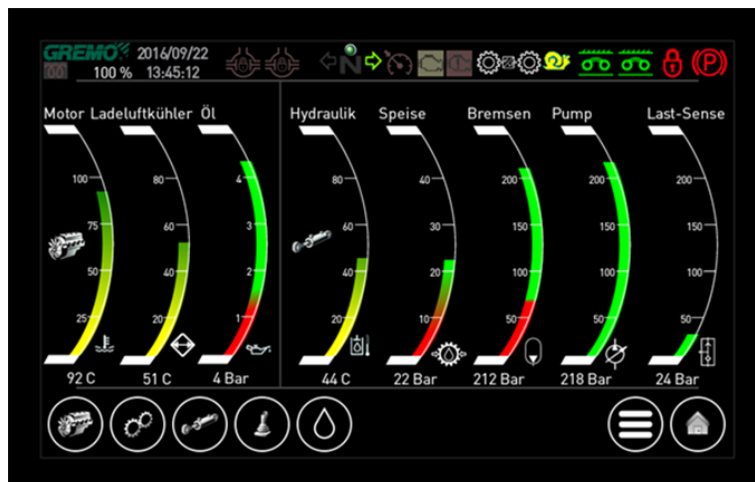 GREMO 2016/09/22
100 % 13:45:12
N
(P)
Motor Ladeluftkühler Öl Hydraulik Speise Bremsen Pump Last-Sense
100 80 4 80 40 200 200 200
75 60 3 60 30 150 150 150
50 40 2 40 20 100 100 100
25 20 1 20 10 50 50 50
92 C 51 C 4 Bar 44 C 22 Bar 212 Bar 218 Bar 24 Bar